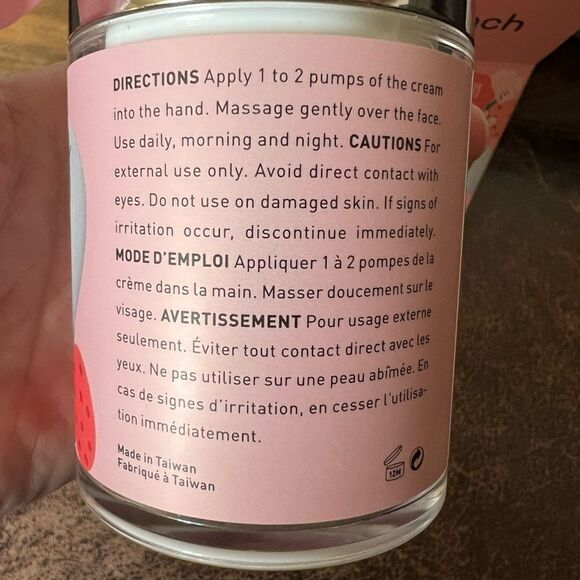 nch
DIRECTIONS Apply 1 to 2 pumps of the cream
into the hand. Massage gently over the face.
Use daily, morning and night. CAUTIONS For
external use only. Avoid direct contact with
eyes. Do not use on damaged skin. If signs of
irritation occur, discontinue immediately.
MODE D'EMPLOI Appliquer 1 à 2 pompes de la
crème dans la main. Masser doucement sur le
visage. AVERTISSEMENT Pour usage externe
seulement. Éviter tout contact direct avec les
yeux. Ne pas utiliser sur une peau abîmée. En
cas de signes d'irritation, en cesser l'utilisa-
tion immédiatement.
Made in Taiwan
Fabriqué à Taiwan
12M